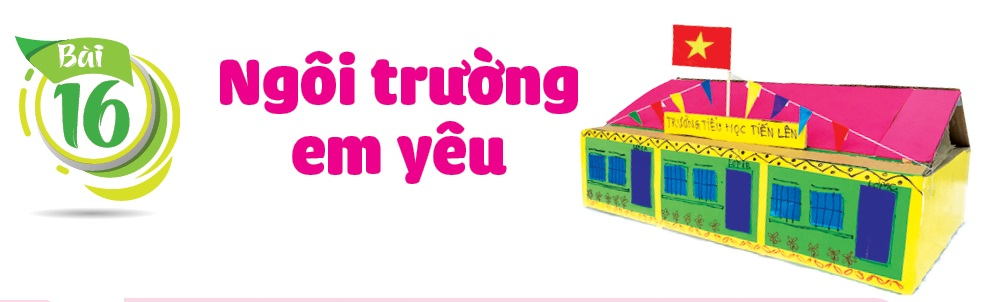 Bài
16
Ngôi trường
em yêu
TRƯỜNG TIỂU HỌC TIẾN LÊN